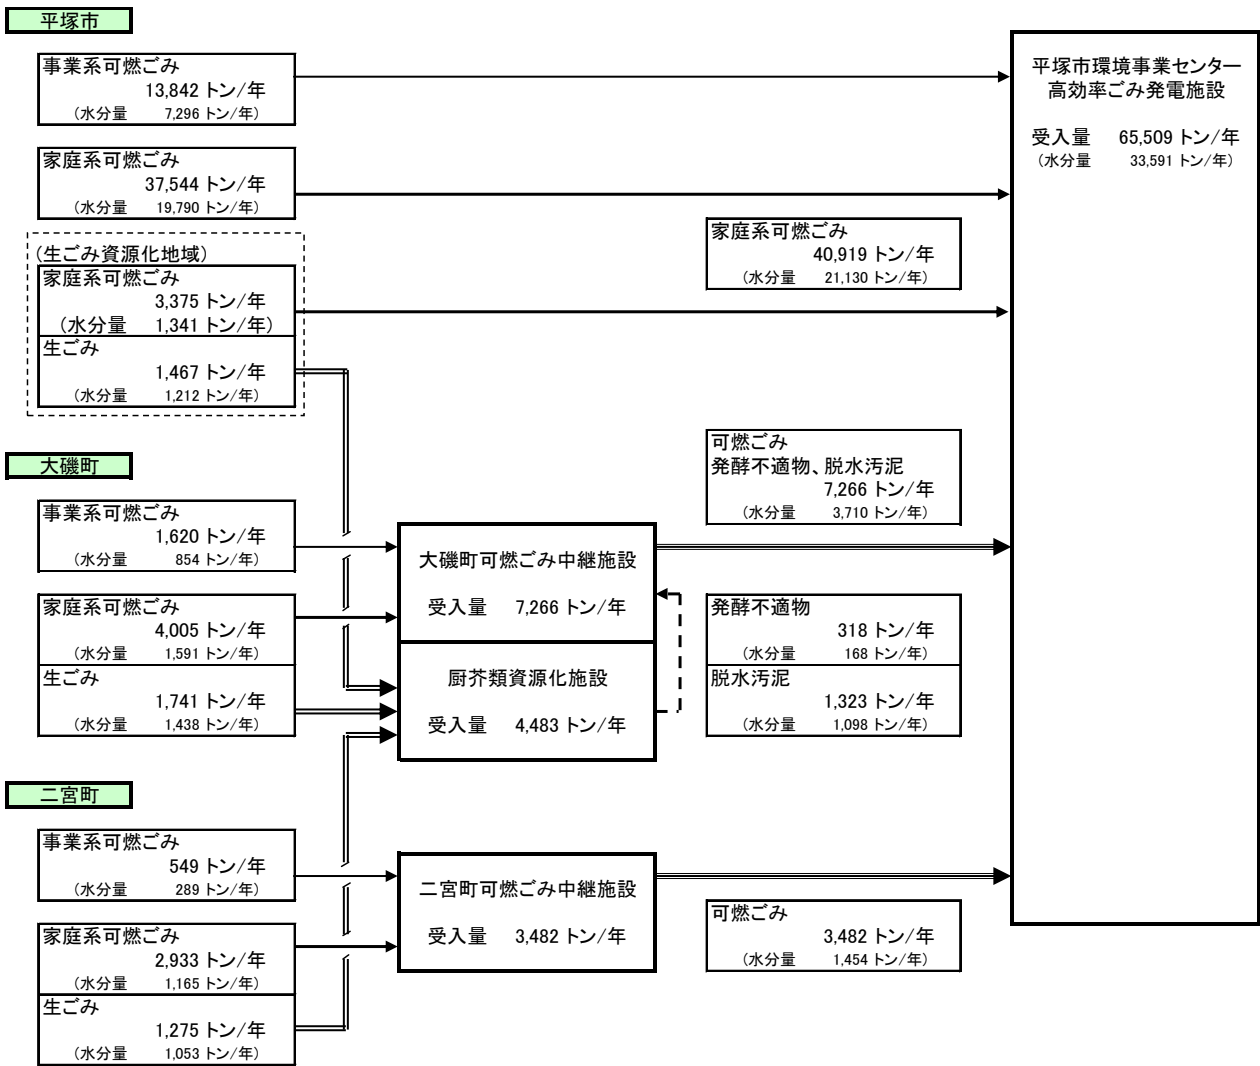 平塚市
事業系可燃ごみ
13,842 トン/年
（水分量 7,296 トン/年）
家庭系可燃ごみ
37,544 トン/年
（水分量 19,790 トン/年）
（生ごみ資源化地域）
家庭系可燃ごみ
3,375 トン/年
（水分量 1,341 トン/年）
生ごみ
1,467 トン/年
（水分量 1,212 トン/年）
家庭系可燃ごみ
40,919 トン/年
（水分量 21,130 トン/年）
平塚市環境事業センター
高効率ごみ発電施設
受入量 65,509 トン/年
（水分量 33,591 トン/年）
大磯町
事業系可燃ごみ
1,620 トン/年
（水分量 854 トン/年）
家庭系可燃ごみ
4,005 トン/年
（水分量 1,591 トン/年）
生ごみ
1,741 トン/年
（水分量 1,438 トン/年）
大磯町可燃ごみ中継施設
受入量 7,266 トン/年
厨芥類資源化施設
受入量 4,483 トン/年
可燃ごみ
発酵不適物、脱水汚泥
7,266 トン/年
（水分量 3,710 トン/年）
発酵不適物
318 トン/年
（水分量 168 トン/年）
脱水汚泥
1,323 トン/年
（水分量 1,098 トン/年）
二宮町
事業系可燃ごみ
549 トン/年
（水分量 289 トン/年）
家庭系可燃ごみ
2,933 トン/年
（水分量 1,165 トン/年）
生ごみ
1,275 トン/年
（水分量 1,053 トン/年）
二宮町可燃ごみ中継施設
受入量 3,482 トン/年
可燃ごみ
3,482 トン/年
（水分量 1,454 トン/年）